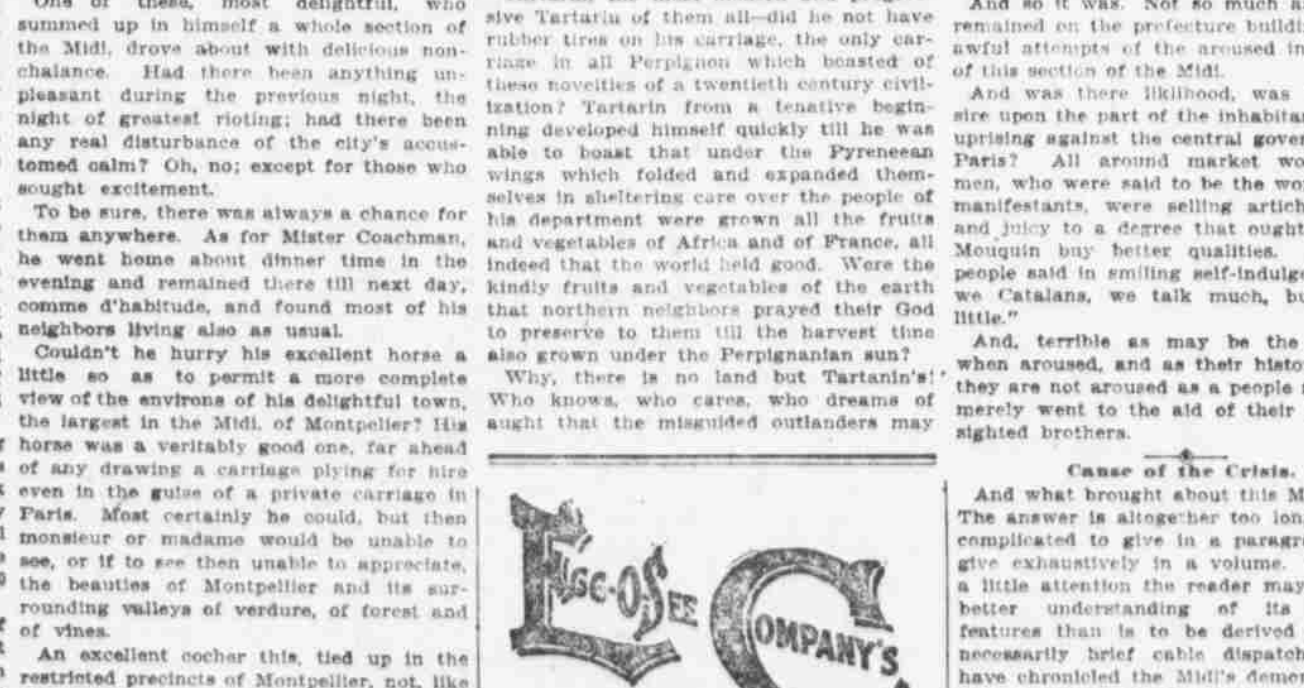 One of these, most delightful, who
summed up in himself a whole section of
the Midi, drove about with delicious non-
chalance. Had there been anything un-
pleasant during the previous night, the
night of greatest rioting; had there been
any real disturbance of the city's accus-
tomed calm? Oh, no; except for those who
sought excitement.
To be sure, there was always a chance for
them anywhere. As for Mister Coachman,
he went home about dinner time in the
evening and remained there till next day,
comme d'habitude, and found most of his
neighbors living also as usual.
Couldn't he hurry his excellent horse a
little so as to permit a more complete
view of the environs of his delightful town,
the largest in the Midi, of Montpelier? His
horse was a veritably good one, far ahead
of any drawing a carriage plying for hire
even in the guise of a private carriage in
Paris. Most certainly he could, but then
monsieur or madame would be unable to
see, or if to see then unable to appreciate,
the beauties of Montpellier and its sur-
rounding valleys of verdure, of forest and
of vines.
An excellent cocher this, tied up in the
restricted precincts of Montpellier, not, like
sive Tartarin of them all—did he not have
rubber tires on his carriage, the only car-
riage in all Perpignon which boasted of
these novelties of a twentieth century civil-
ization? Tartarin from a tenative begin-
ning developed himself quickly till he was
able to boast that under the Pyreneean
wings which folded and expanded them-
selves in sheltering care over the people of
his department were grown all the fruits
and vegetables of Africa and of France, all
indeed that the world held good. Were the
kindly fruits and vegetables of the earth
that northern neighbors prayed their God
to preserve to them till the harvest time
also grown under the Perpignanian sun?
Why, there is no land but Tartanin's!
Who knows, who cares, who dreams of
aught that the misguided outlanders may
EGG-O-SEE
COMPANY'S
And so it was. Not so much as
remained on the prefecture buildi
awful attempts of the aroused in
of this section of the Midi.
And was there liklihood, was
sire upon the part of the inhabitan
uprising against the central gover
Paris? All around market wo
men, who were said to be the wo
manifestants, were selling artich
and juicy to a degree that ought
Mouquin buy better qualities.
people said in smiling self-indulge
we Catalans, we talk much, bu
little."
And, terrible as may be the
when aroused, and as their histo
they are not aroused as a people
merely went to the aid of their
sighted brothers.
Cause of the Crisis.
And what brought about this M
The answer is altogether too lon
complicated to give in a paragr
give exhaustively in a volume.
a little attention the reader may
better understanding of its
features than is to be derived
necessarily brief cable dispatch
have chronicled the Midi's demo